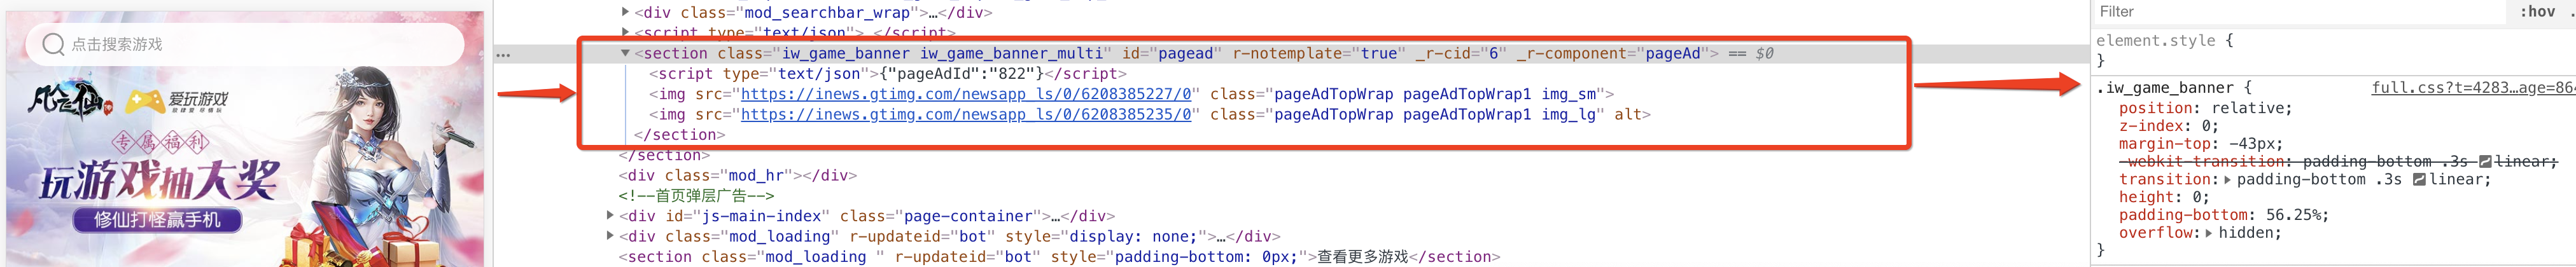 点击搜索游戏
凡人飞仙 爱玩游戏
专属福利
玩游戏抽大奖
修仙打怪赢手机
▶<div class="mod_searchbar_wrap">…</div>
▶<script type="text/json"> </script>
… ▼<section class="iw_game_banner iw_game_banner_multi" id="pagead" r-notemplate="true" _r-cid="6" _r-component="pageAd"> == $0
<script type="text/json">{"pageAdId":"822"}</script>
<img src="https://inews.gtimg.com/newsapp_ls/0/6208385227/0" class="pageAdTopWrap pageAdTopWrap1 img_sm">
<img src="https://inews.gtimg.com/newsapp_ls/0/6208385235/0" class="pageAdTopWrap pageAdTopWrap1 img_lg" alt>
</section>
</section>
<div class="mod_hr"></div>
<!--首页弹层广告-->
▶<div id="js-main-index" class="page-container">…</div>
▶<div class="mod_loading" r-updateid="bot" style="display: none;">…</div>
<section class="mod_loading " r-updateid="bot" style="padding-bottom: 0px;">查看更多游戏</section>
Filter :hov .
element.style {
}
.iw_game_banner { full.css?t=4283…age=864
position: relative;
z-index: 0;
margin-top: -43px;
-webkit-transition: padding-bottom .3s linear;
transition:▶ padding-bottom .3s linear;
height: 0;
padding-bottom: 56.25%;
overflow:▶ hidden;
}